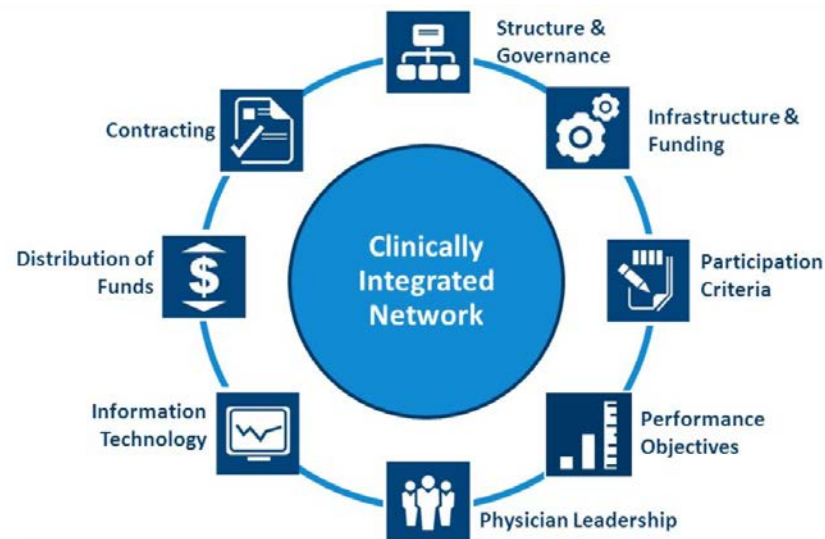 Structure &
Governance
Infrastructure &
Funding
Participation
Criteria
Performance
Objectives
Physician Leadership
Information
Technology
Distribution of
Funds
$
Contracting
Clinically
Integrated
Network